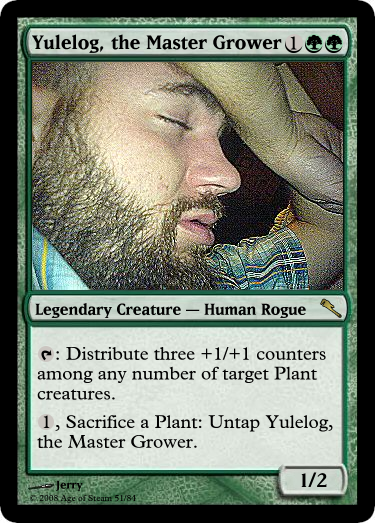 Yulelog, the Master Grower 1
Legendary Creature — Human Rogue
: Distribute three +1/+1 counters
among any number of target Plant
creatures.
1, Sacrifice a Plant: Untap Yulelog,
the Master Grower.
1/2
Jerry
© 2008 Age of Steam 51/84